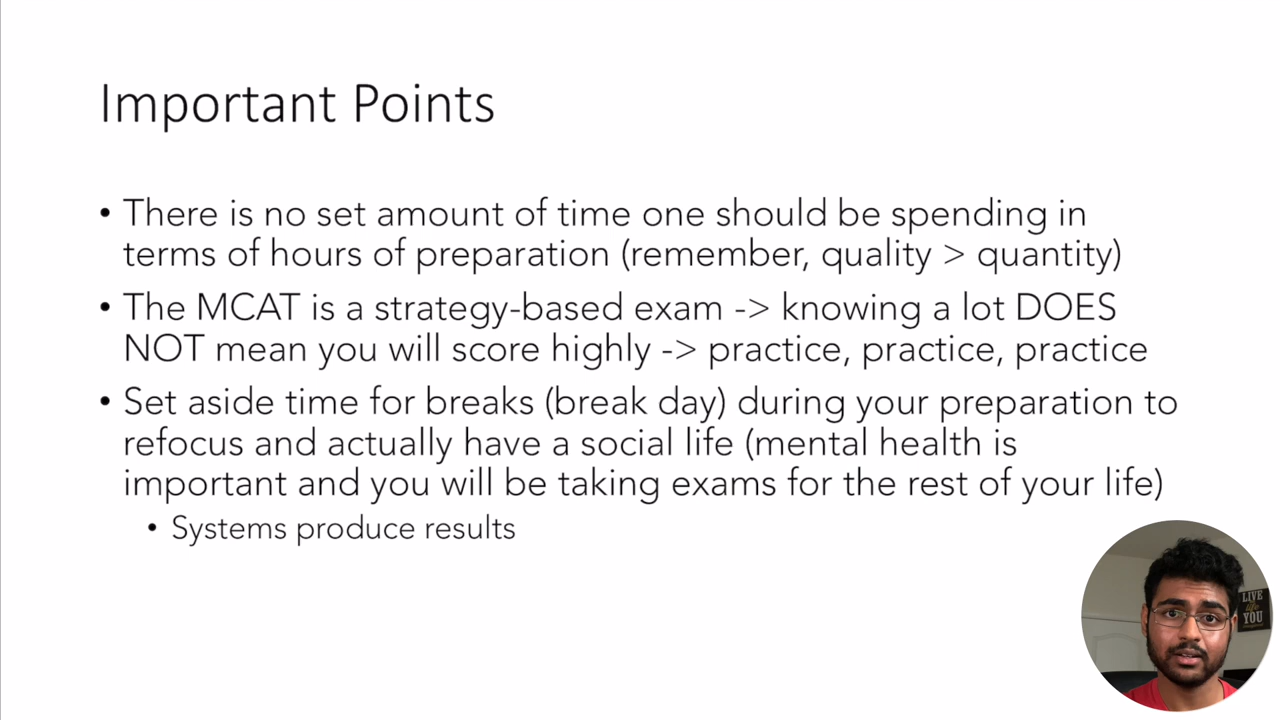 Important Points
• There is no set amount of time one should be spending in
terms of hours of preparation (remember, quality > quantity)
• The MCAT is a strategy-based exam -> knowing a lot DOES
NOT mean you will score highly -> practice, practice, practice
• Set aside time for breaks (break day) during your preparation to
refocus and actually have a social life (mental health is
important and you will be taking exams for the rest of your life)
• Systems produce results
LIVE
life
YOU